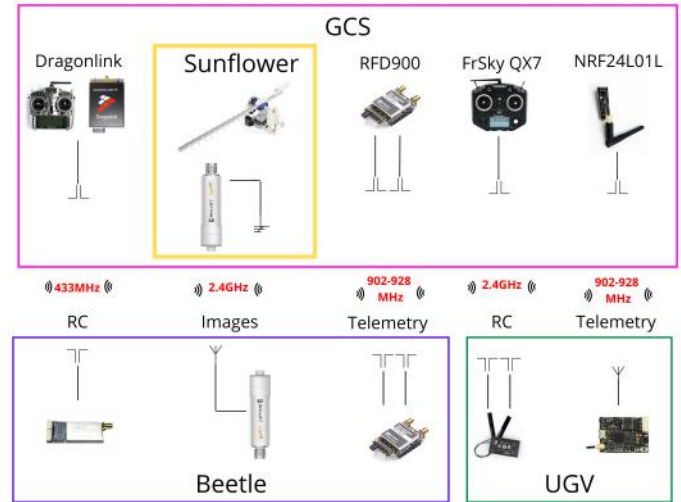 GCS
Dragonlink
Sunflower
RFD900
FrSky QX7
NRF24L01L
433MHz
2.4GHz
902-928
MHz
2.4GHz
902-928
MHz
RC
Images
Telemetry
RC
Telemetry
Beetle
UGV